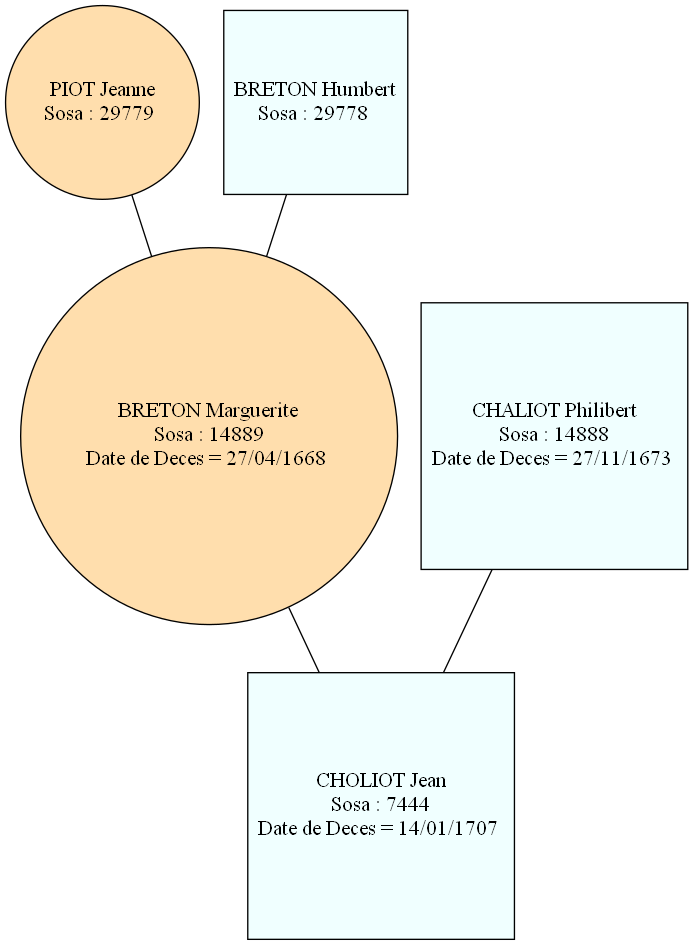 PIOT Jeanne
Sosa : 29779
BRETON Humbert
Sosa : 29778
BRETON Marguerite
Sosa : 14889
Date de Deces = 27/04/1668
CHALIOT Philibert
Sosa : 14888
Date de Deces = 27/11/1673
CHOLIOT Jean
Sosa : 7444
Date de Deces = 14/01/1707